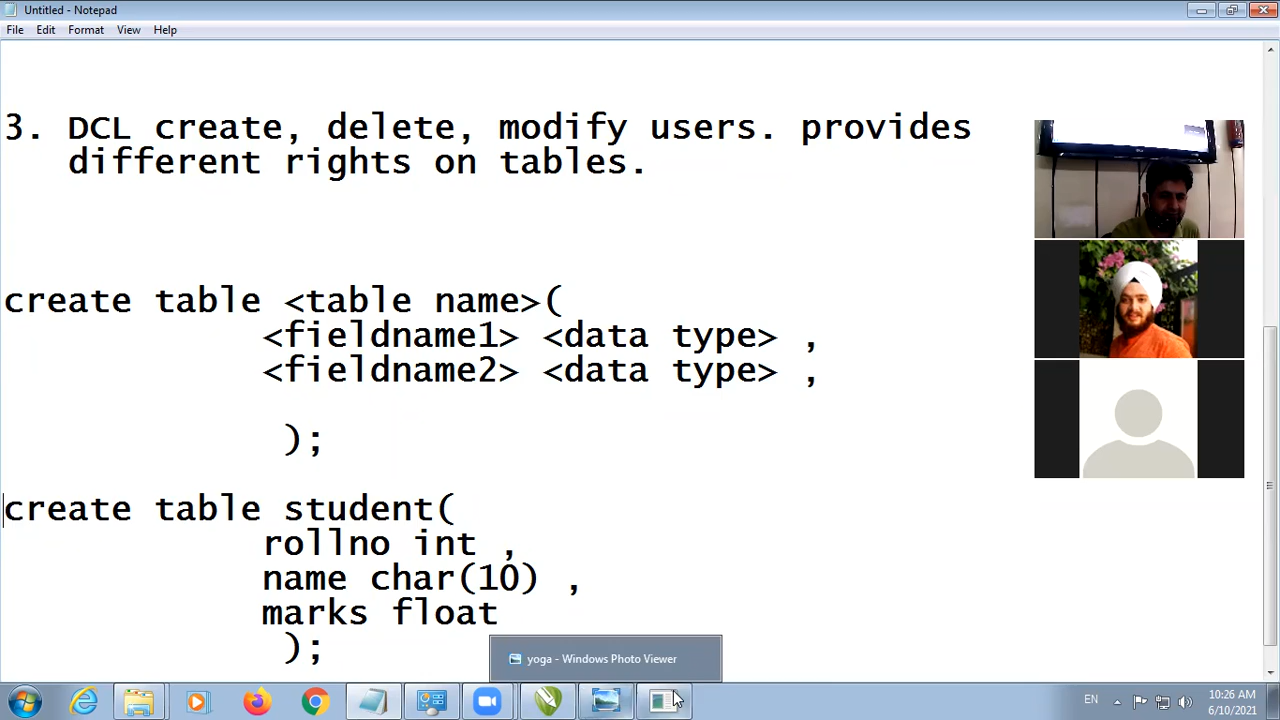 Untitled - Notepad
File Edit Format View Help
3. DCL create, delete, modify users. provides
different rights on tables.
create table <table name>(
<fieldname1> <data type> ,
<fieldname2> <data type> ,
);
create table student(
rollno int ,
name char(10) ,
marks float
);
yoga - Windows Photo Viewer
EN
10:26 AM
6/10/2021